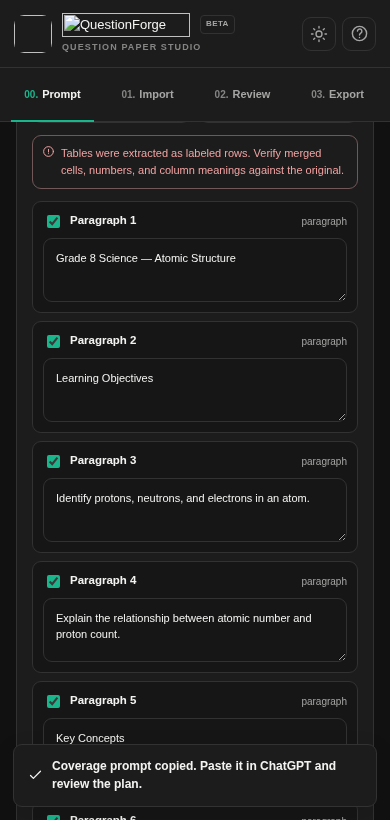 QuestionForge
BETA
QUESTION PAPER STUDIO
00. Prompt
01. Import
02. Review
03. Export
Tables were extracted as labeled rows. Verify merged
cells, numbers, and column meanings against the original.
Paragraph 1
paragraph
Grade 8 Science — Atomic Structure
Paragraph 2
paragraph
Learning Objectives
Paragraph 3
paragraph
Identify protons, neutrons, and electrons in an atom.
Paragraph 4
paragraph
Explain the relationship between atomic number and
proton count.
Paragraph 5
paragraph
Key Concepts
Coverage prompt copied. Paste it in ChatGPT and
review the plan.